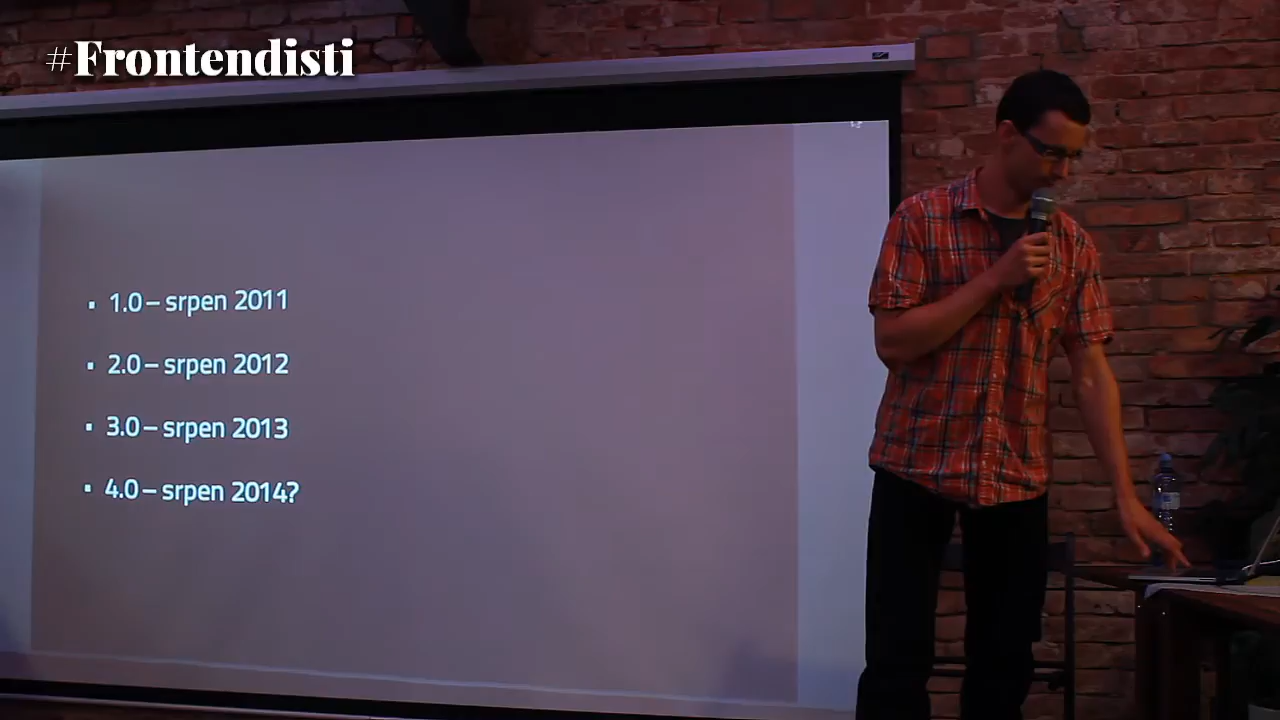 #Frontendisti
▪ 1.0 – srpen 2011
▪ 2.0 – srpen 2012
▪ 3.0 – srpen 2013
▪ 4.0 – srpen 2014?